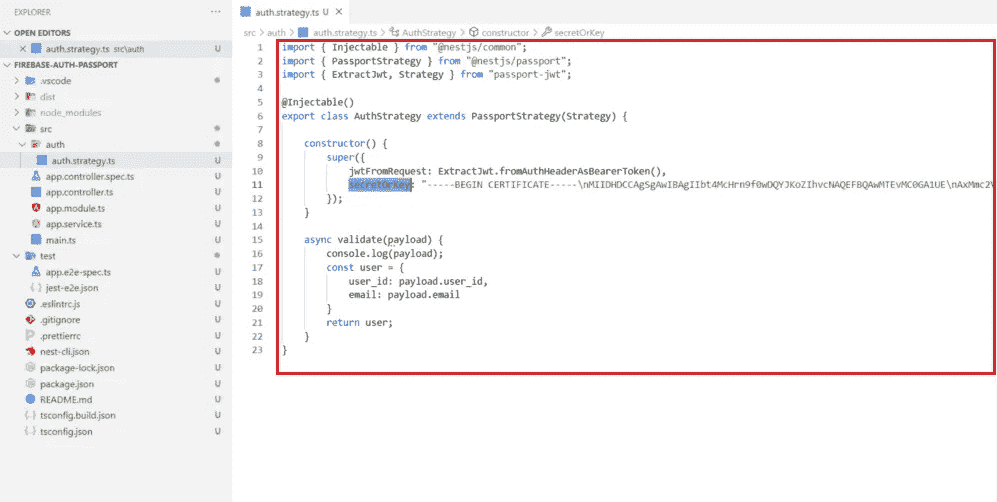 EXPLORER
···
OPEN EDITORS
auth.strategy.ts src\auth U
FIREBASE-AUTH-PASSPORT
.vscode
dist
node_modules
src
auth
auth.strategy.ts U
app.controller.spec.ts U
app.controller.ts U
app.module.ts U
app.service.ts U
main.ts U
test
app.e2e-spec.ts U
jest-e2e.json U
.eslintrc.js U
.gitignore U
.prettierrc U
nest-cli.json U
package-lock.json U
package.json U
README.md U
tsconfig.build.json U
tsconfig.json U
auth.strategy.ts U
src > auth > auth.strategy.ts > AuthStrategy > constructor > secretOrKey
1 import { Injectable } from "@nestjs/common";
2 import { PassportStrategy } from "@nestjs/passport";
3 import { ExtractJwt, Strategy } from "passport-jwt";
4
5 @Injectable()
6 export class AuthStrategy extends PassportStrategy(Strategy) {
7
8 constructor() {
9 super({
10 jwtFromRequest: ExtractJwt.fromAuthHeaderAsBearerToken(),
11 secretOrKey: "-----BEGIN CERTIFICATE-----\nMIIDHDCCAgSgAwIBAgIIbt4McHrn9f0wDQYJKoZIhvcNAQEFBQAwMTEvMC0GA1UE\nAxMmc2V
12 });
13 }
14
15 async validate(payload) {
16 console.log(payload);
17 const user = {
18 user_id: payload.user_id,
19 email: payload.email
20 }
21 return user;
22 }
23 }